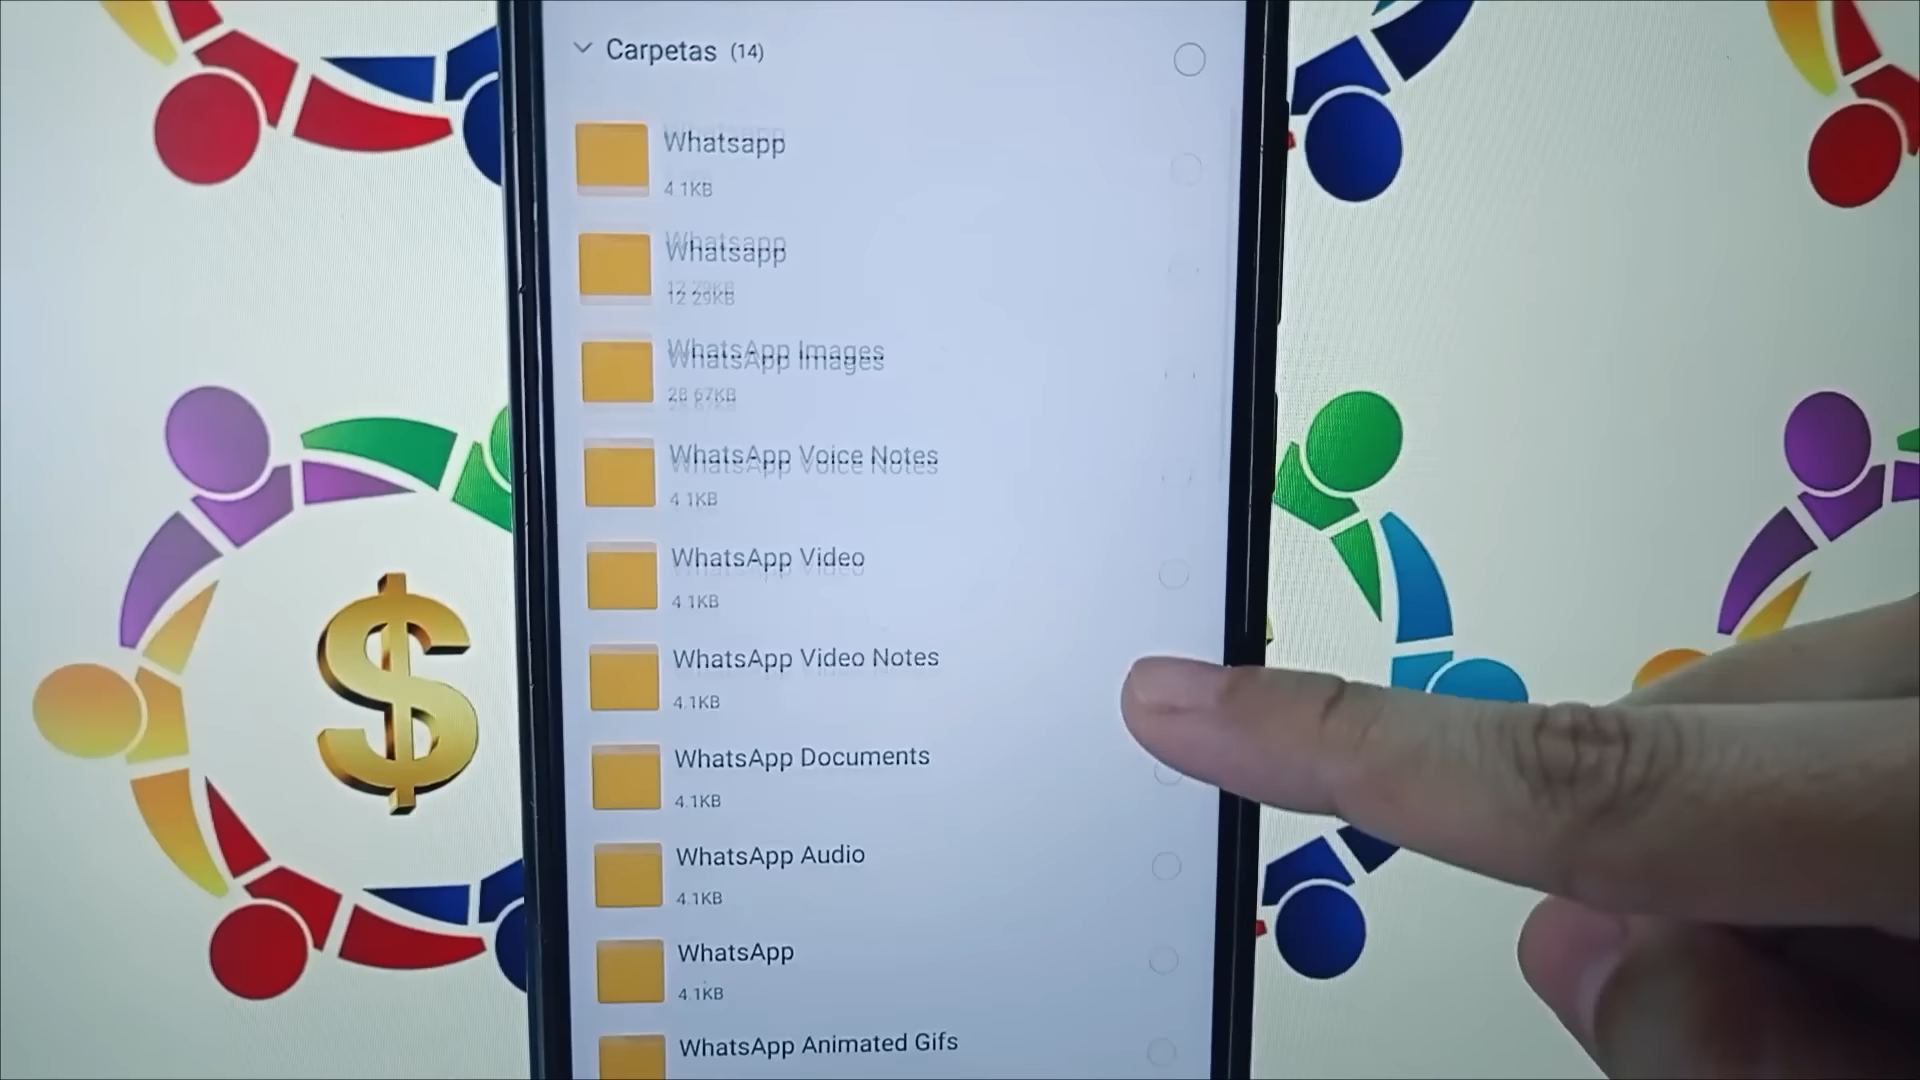 Carpetas (14)
Whatsapp
4.1KB
Whatsapp
12.29KB
WhatsApp Images
28.67KB
WhatsApp Voice Notes
4.1KB
WhatsApp Video
4.1KB
WhatsApp Video Notes
4.1KB
WhatsApp Documents
4.1KB
WhatsApp Audio
4.1KB
WhatsApp
4.1KB
WhatsApp Animated Gifs
$